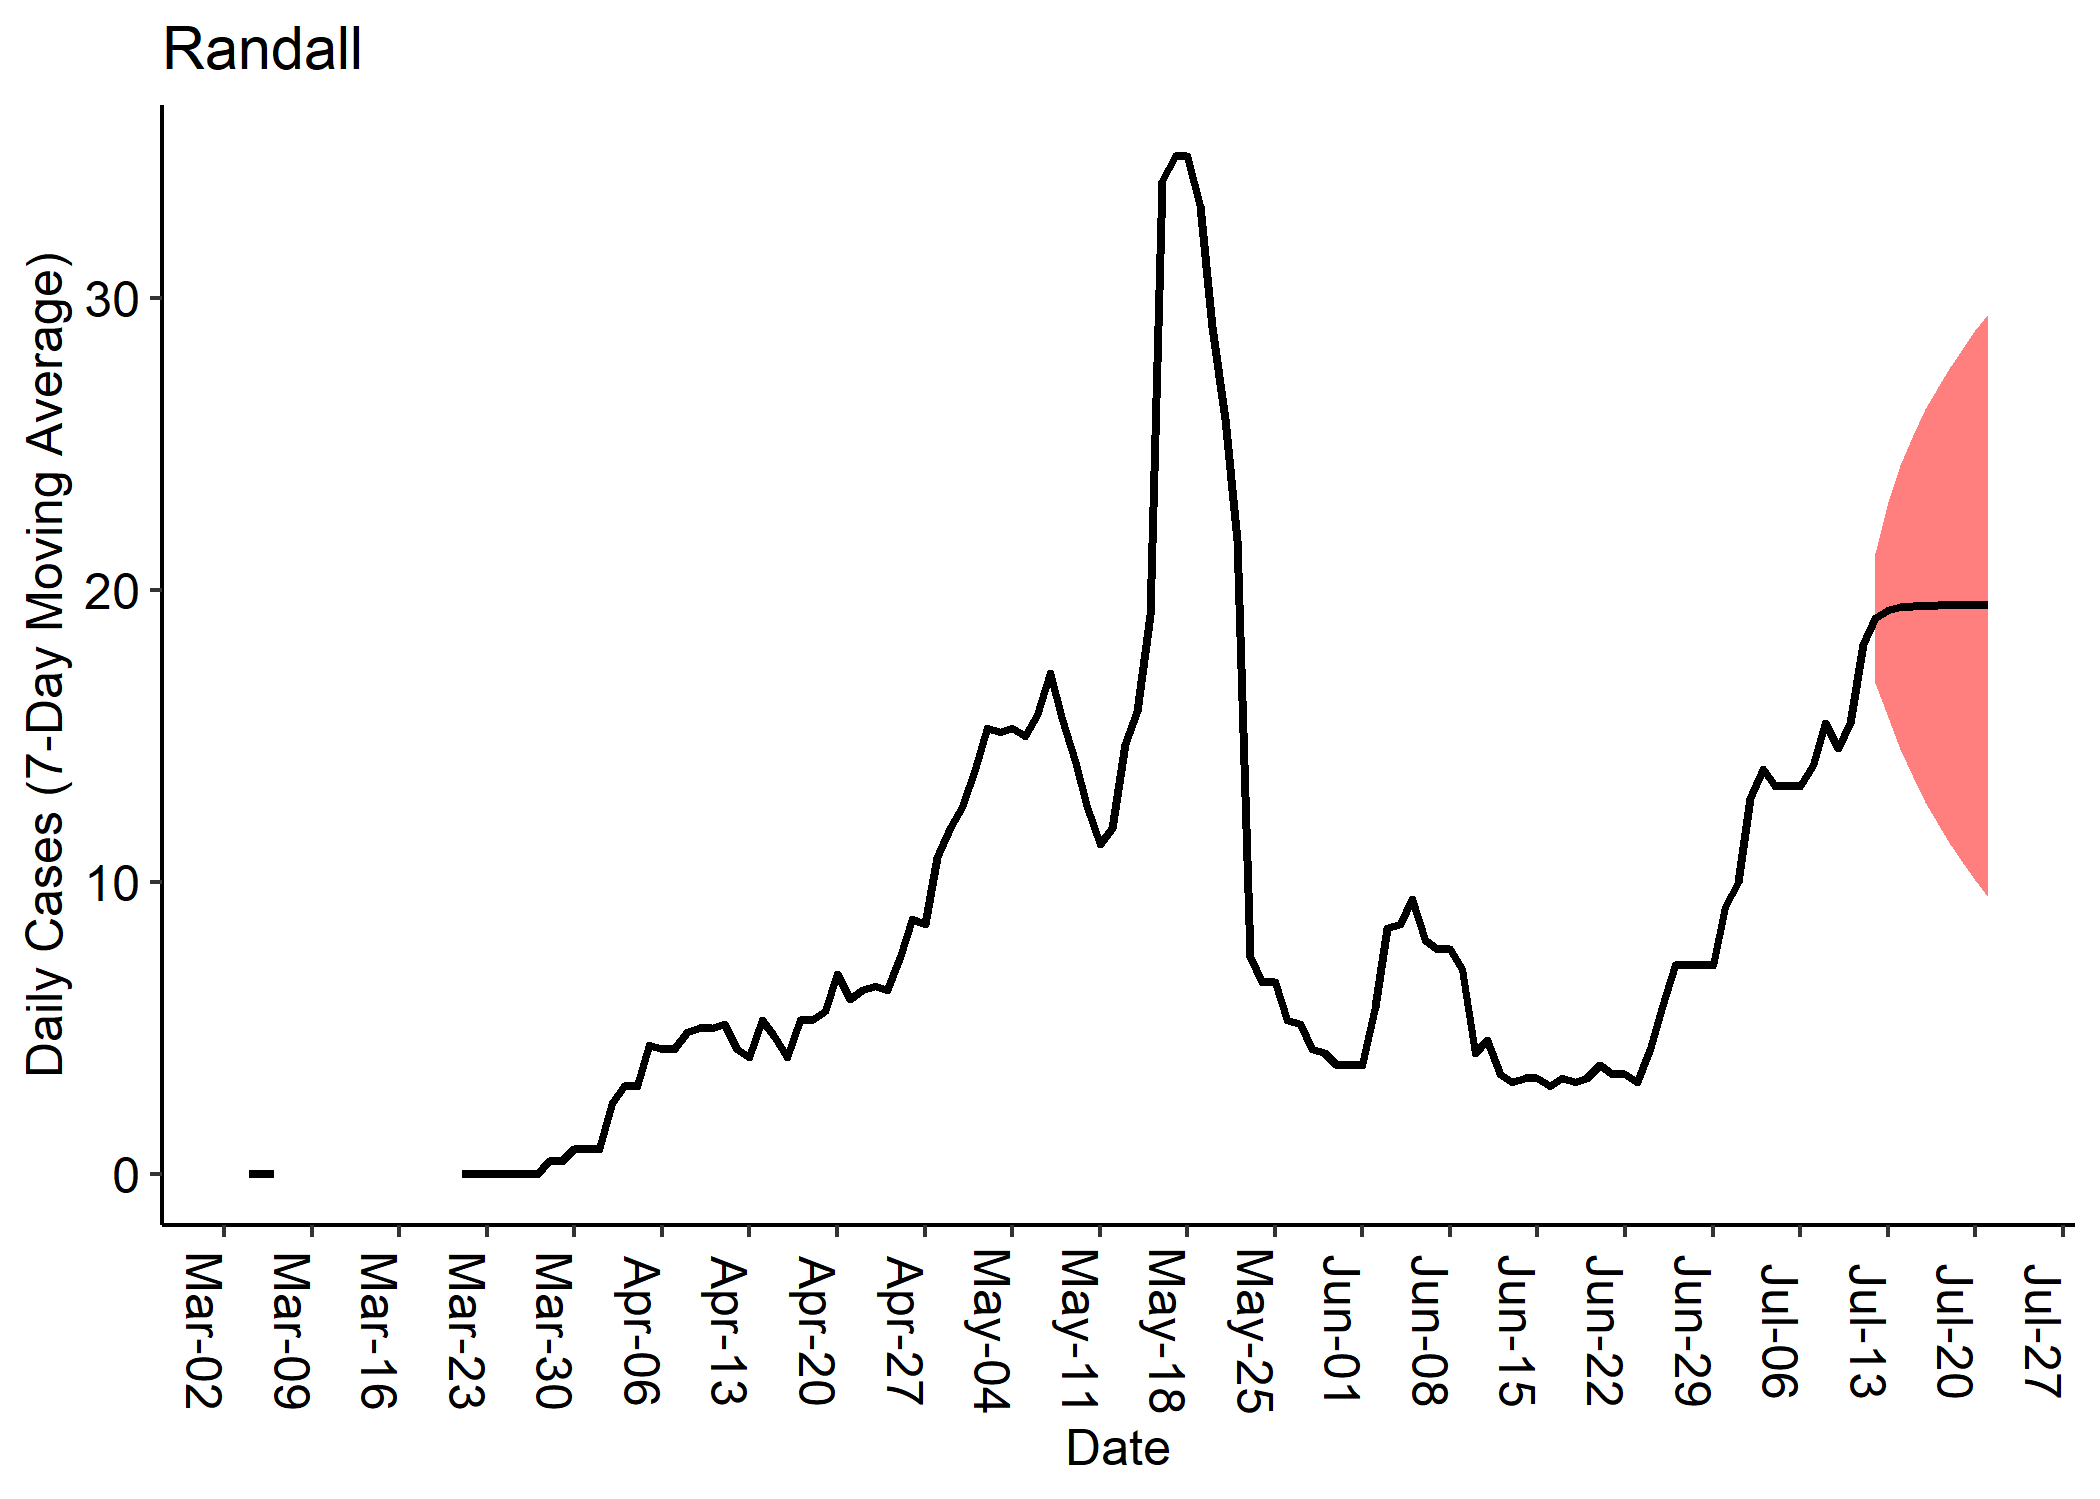 Randall
Daily Cases (7-Day Moving Average)
30
20
10
0
Mar-02
Mar-09
Mar-16
Mar-23
Mar-30
Apr-06
Apr-13
Apr-20
Apr-27
May-04
May-11
May-18
May-25
Jun-01
Jun-08
Jun-15
Jun-22
Jun-29
Jul-06
Jul-13
Jul-20
Jul-27
Date